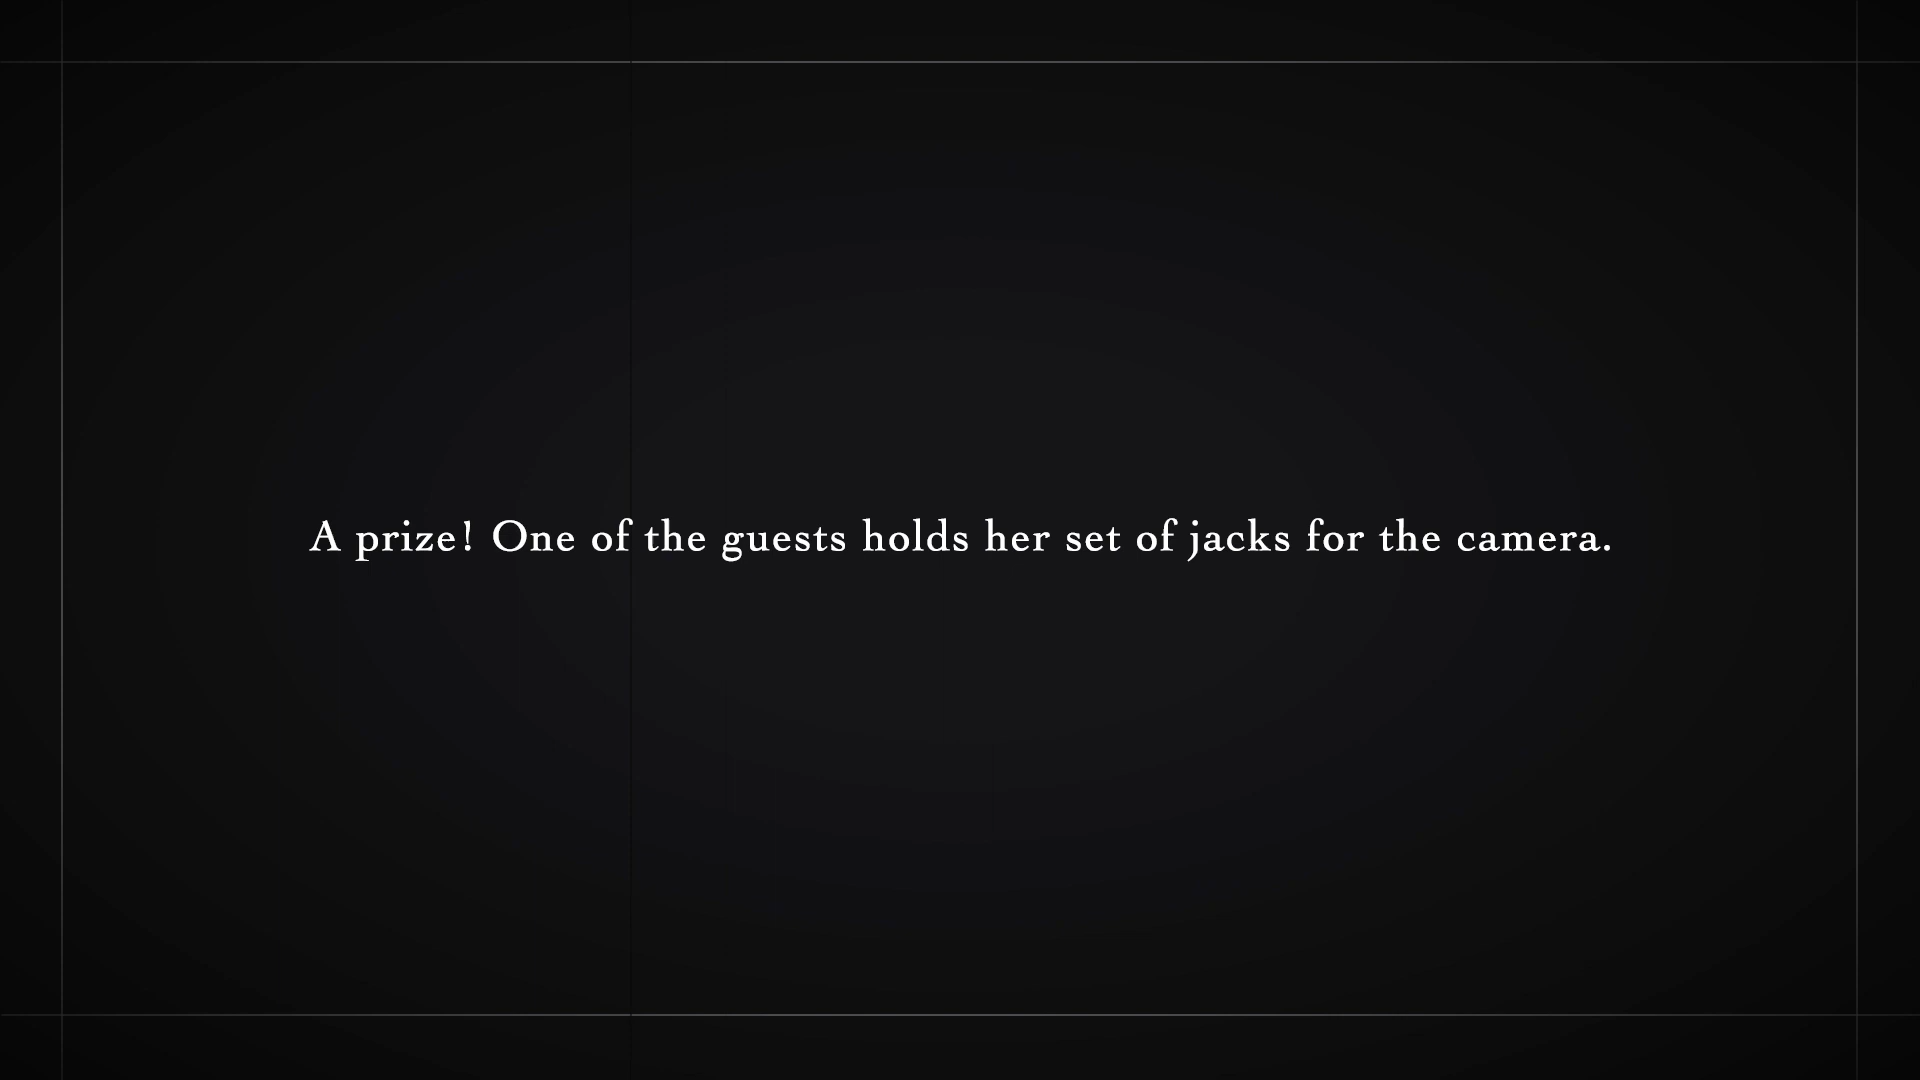 A prize! One of the guests holds her set of jacks for the camera.